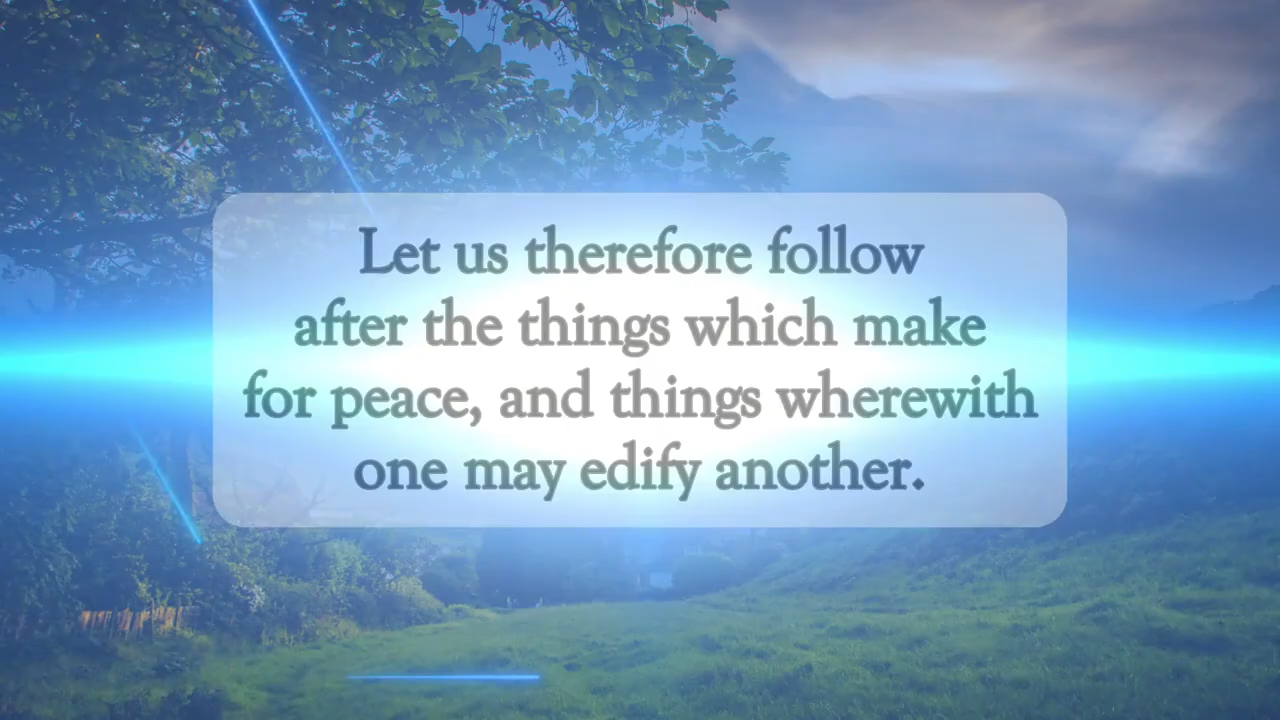 Let us therefore follow
after the things which make
for peace, and things wherewith
one may edify another.